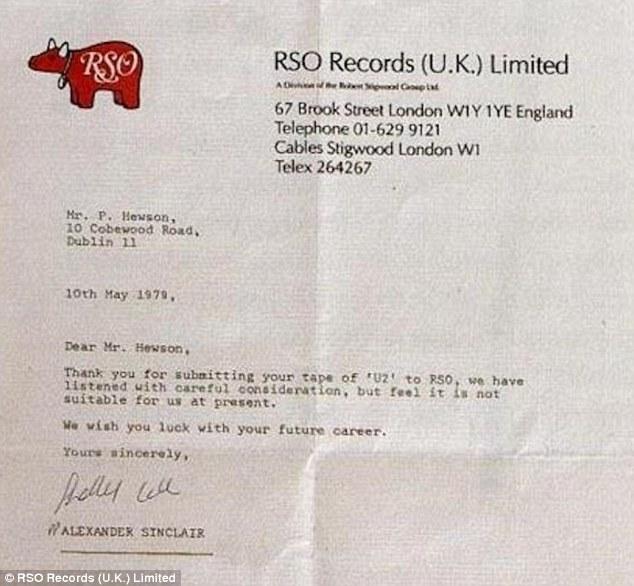 RSO
RSO Records (U.K.) Limited
A Division of the Robert Stigwood Group Ltd.
67 Brook Street London W1Y 1YE England
Telephone 01-629 9121
Cables Stigwood London W1
Telex 264267
Mr. P. Hewson,
10 Cobewood Road,
Dublin 11
10th May 1979,
Dear Mr. Hewson,
Thank you for submitting your tape of 'U2' to RSO, we have
listened with careful consideration, but feel it is not
suitable for us at present.
We wish you luck with your future career.
Yours sincerely,
ALEXANDER SINCLAIR
© RSO Records (U.K.) Limited